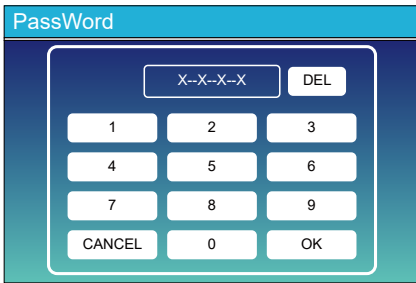 PassWord
X--X--X--X DEL
1 2 3
4 5 6
7 8 9
CANCEL 0 OK